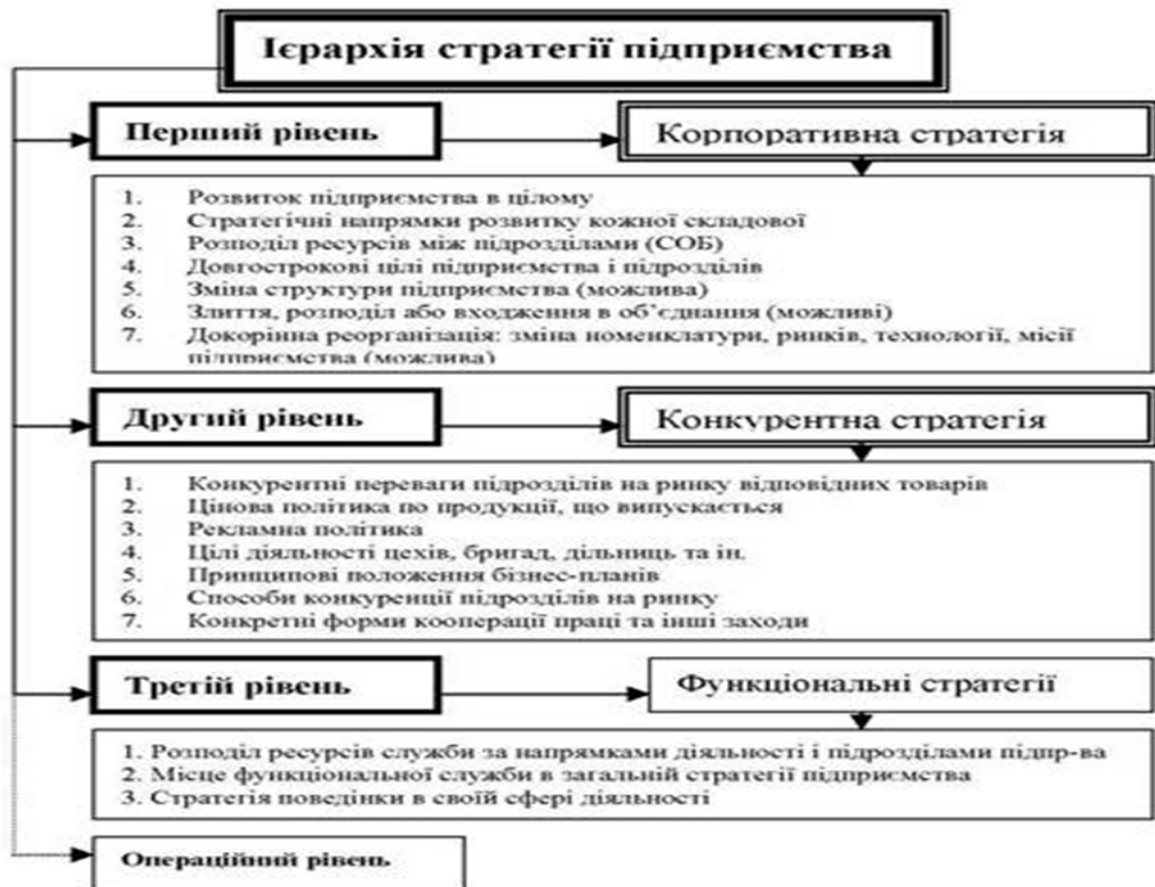 Ієрархія стратегії підприємства
Перший рівень
Корпоративна стратегія
1. Розвиток підприємства в цілому
2. Стратегічні напрямки розвитку кожної складової
3. Розподіл ресурсів між підрозділами (СОБ)
4. Довгострокові цілі підприємства і підрозділів
5. Зміна структури підприємства (можлива)
6. Злиття, розподіл або входження в об’єднання (можливі)
7. Докорінна реорганізація: зміна номенклатури, ринків, технології, місії
підприємства (можлива)
Другий рівень
Конкурентна стратегія
1. Конкурентні переваги підрозділів на ринку відповідних товарів
2. Цінова політика по продукції, що випускається
3. Рекламна політика
4. Цілі діяльності цехів, бригад, дільниць та ін.
5. Принципові положення бізнес-планів
6. Способи конкуренції підрозділів на ринку
7. Конкретні форми кооперації праці та інші заходи
Третій рівень
Функціональні стратегії
1. Розподіл ресурсів служби за напрямками діяльності і підрозділами підпр-ва
2. Місце функціональної служби в загальній стратегії підприємства
3. Стратегія поведінки в своїй сфері діяльності
Операційний рівень